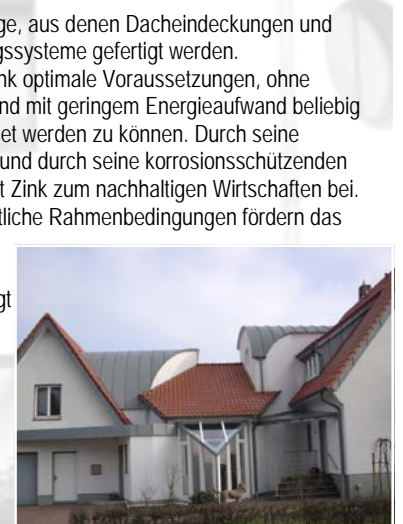 ge, aus denen Dacheindeckungen und
gssysteme gefertigt werden.
nk optimale Voraussetzungen, ohne
nd mit geringem Energieaufwand beliebig
et werden zu können. Durch seine
und durch seine korrosionsschützenden
t Zink zum nachhaltigen Wirtschaften bei.
tliche Rahmenbedingungen fördern das
gt